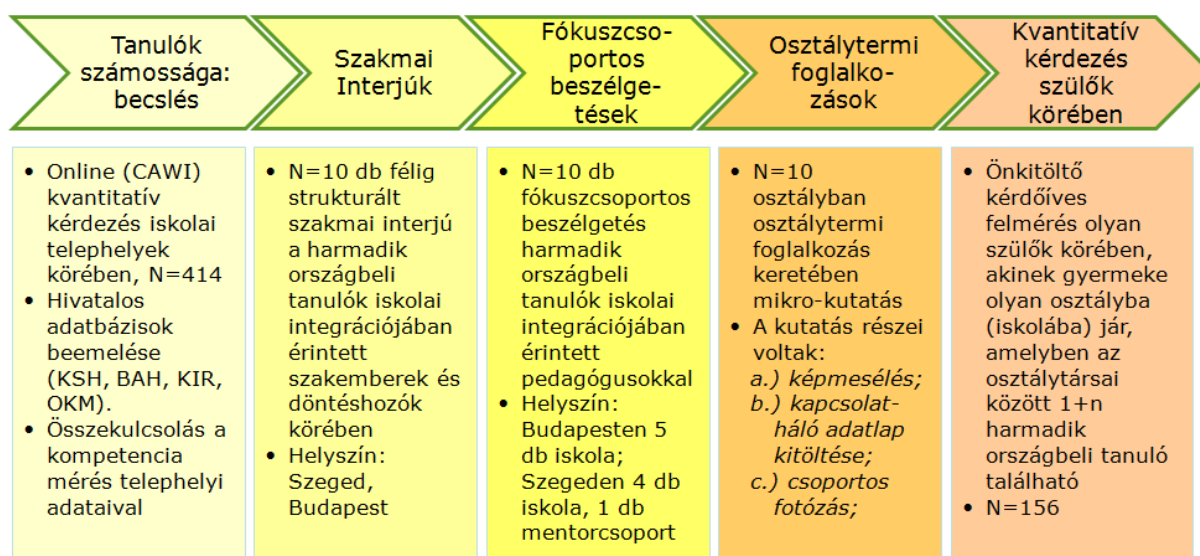 Tanulók
számossága:
becslés
Szakmai
Interjúk
Fókuszcso-
portos
beszélge-
tések
Osztálytermi
foglalko-
zások
Kvantitatív
kérdezés
szülők
körében
• Online (CAWI)
kvantitatív
kérdezés iskolai
telephelyek
körében, N=414
• Hivatalos
adatbázisok
beemelése
(KSH, BAH, KIR,
OKM).
• Összekulcsolás a
kompetencia
mérés telephelyi
adataival
• N=10 db félig
strukturált
szakmai interjú
a harmadik
országbeli
tanulók iskolai
integrációjában
érintett
szakemberek és
döntéshozók
körében
• Helyszín:
Szeged,
Budapest
• N=10 db
fókuszcsoportos
beszélgetés
harmadik
országbeli
tanulók iskolai
integrációjában
érintett
pedagógusokkal
• Helyszín:
Budapesten 5
db iskola;
Szegeden 4 db
iskola, 1 db
mentorcsoport
• N=10
osztályban
osztálytermi
foglalkozás
keretében
mikro-kutatás
• A kutatás részei
voltak:
a.) képmesélés;
b.) kapcsolat-
háló adatlap
kitöltése;
c.) csoportos
fotózás;
• Önkitöltő
kérdőíves
felmérés olyan
szülők körében,
akinek gyermeke
olyan osztályba
(iskolába) jár,
amelyben az
osztálytársai
között 1+n
harmadik
országbeli tanuló
található
• N=156